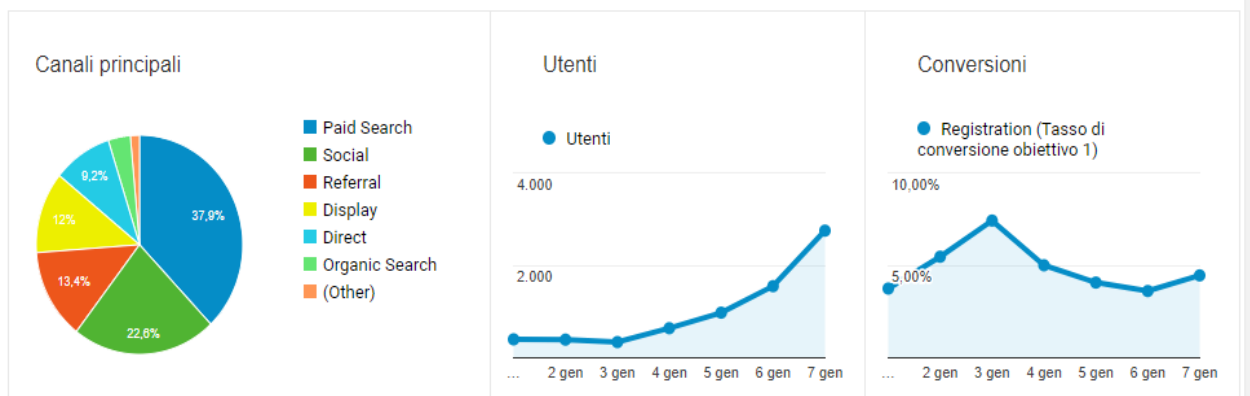 Canali principali
Paid Search
Social
Referral
Display
Direct
Organic Search
(Other)
37,9%
22,6%
13,4%
12%
9,2%
Utenti
Utenti
4.000
2.000
... 2 gen 3 gen 4 gen 5 gen 6 gen 7 gen
Conversioni
Registration (Tasso di
conversione obiettivo 1)
10,00%
5,00%
... 2 gen 3 gen 4 gen 5 gen 6 gen 7 gen